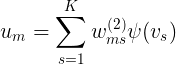 $u_m = \sum_{s=1}^{K} w_{ms}^{(2)} \psi(v_s)$